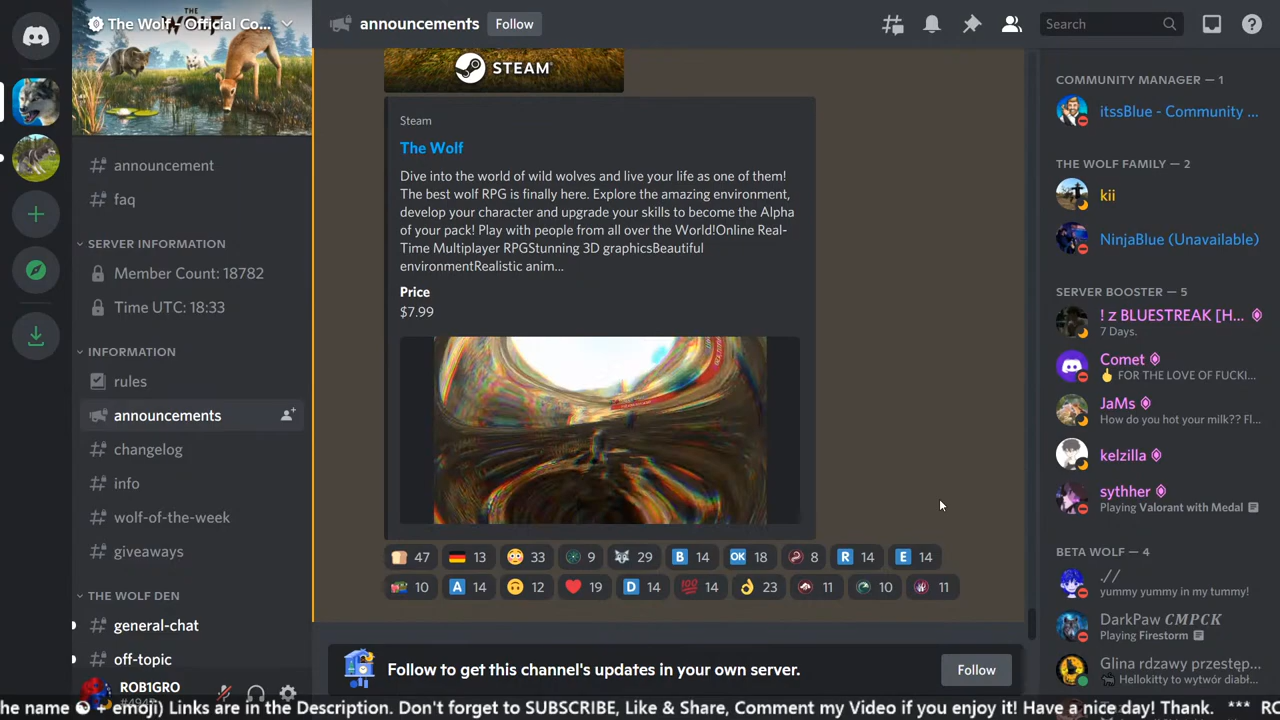 The Wolf - Official Co...
THE
announcements
Follow
Search
announcement
faq
SERVER INFORMATION
Member Count: 18782
Time UTC: 18:33
INFORMATION
rules
announcements
changelog
info
wolf-of-the-week
giveaways
THE WOLF DEN
general-chat
off-topic
ROB1GRO
STEAM
Steam
The Wolf
Dive into the world of wild wolves and live your life as one of them!
The best wolf RPG is finally here. Explore the amazing environment,
develop your character and upgrade your skills to become the Alpha
of your pack! Play with people from all over the World!Online Real-
Time Multiplayer RPGStunning 3D graphicsBeautiful
environmentRealistic anim...
Price
$7.99
47 13 33 9 29 B 14 OK 18 8 R 14 E 14
10 A 14 12 19 D 14 100 14 23 11 10 11
Follow to get this channel's updates in your own server.
Follow
COMMUNITY MANAGER — 1
itssBlue - Community ...
THE WOLF FAMILY — 2
kii
NinjaBlue (Unavailable)
SERVER BOOSTER — 5
! z BLUESTREAK [H...
7 Days.
Comet
FOR THE LOVE OF FUCKI...
JaMs
How do you hot your milk?? Fl...
kelzilla
sythher
Playing Valorant with Medal
BETA WOLF — 4
.//
yummy yummy in my tummy!
DarkPaw 𝑪𝑴𝑷𝑪𝑲
Playing Firestorm
Glina rdzawy przestęp...
Hellokitty to wytwór diabł...
he name ☯ + emoji) Links are in the Description. Don't forget to SUBSCRIBE, Like & Share, Comment my Video if you enjoy it! Have a nice day! Thank. *** RO